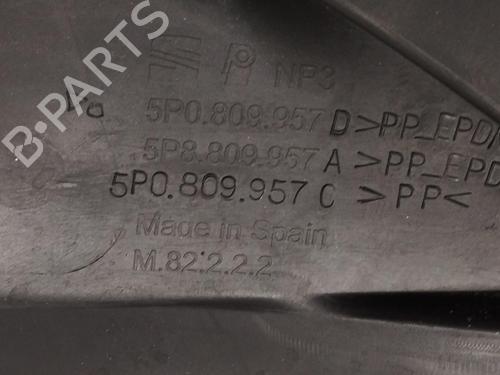 NP3
5P0.809.957 D >PP_EPD
5P8.809.957 A >PP_EPD
5P0.809.957 C >PP<
Made in Spain
M.82.2.2.2
B-PARTS